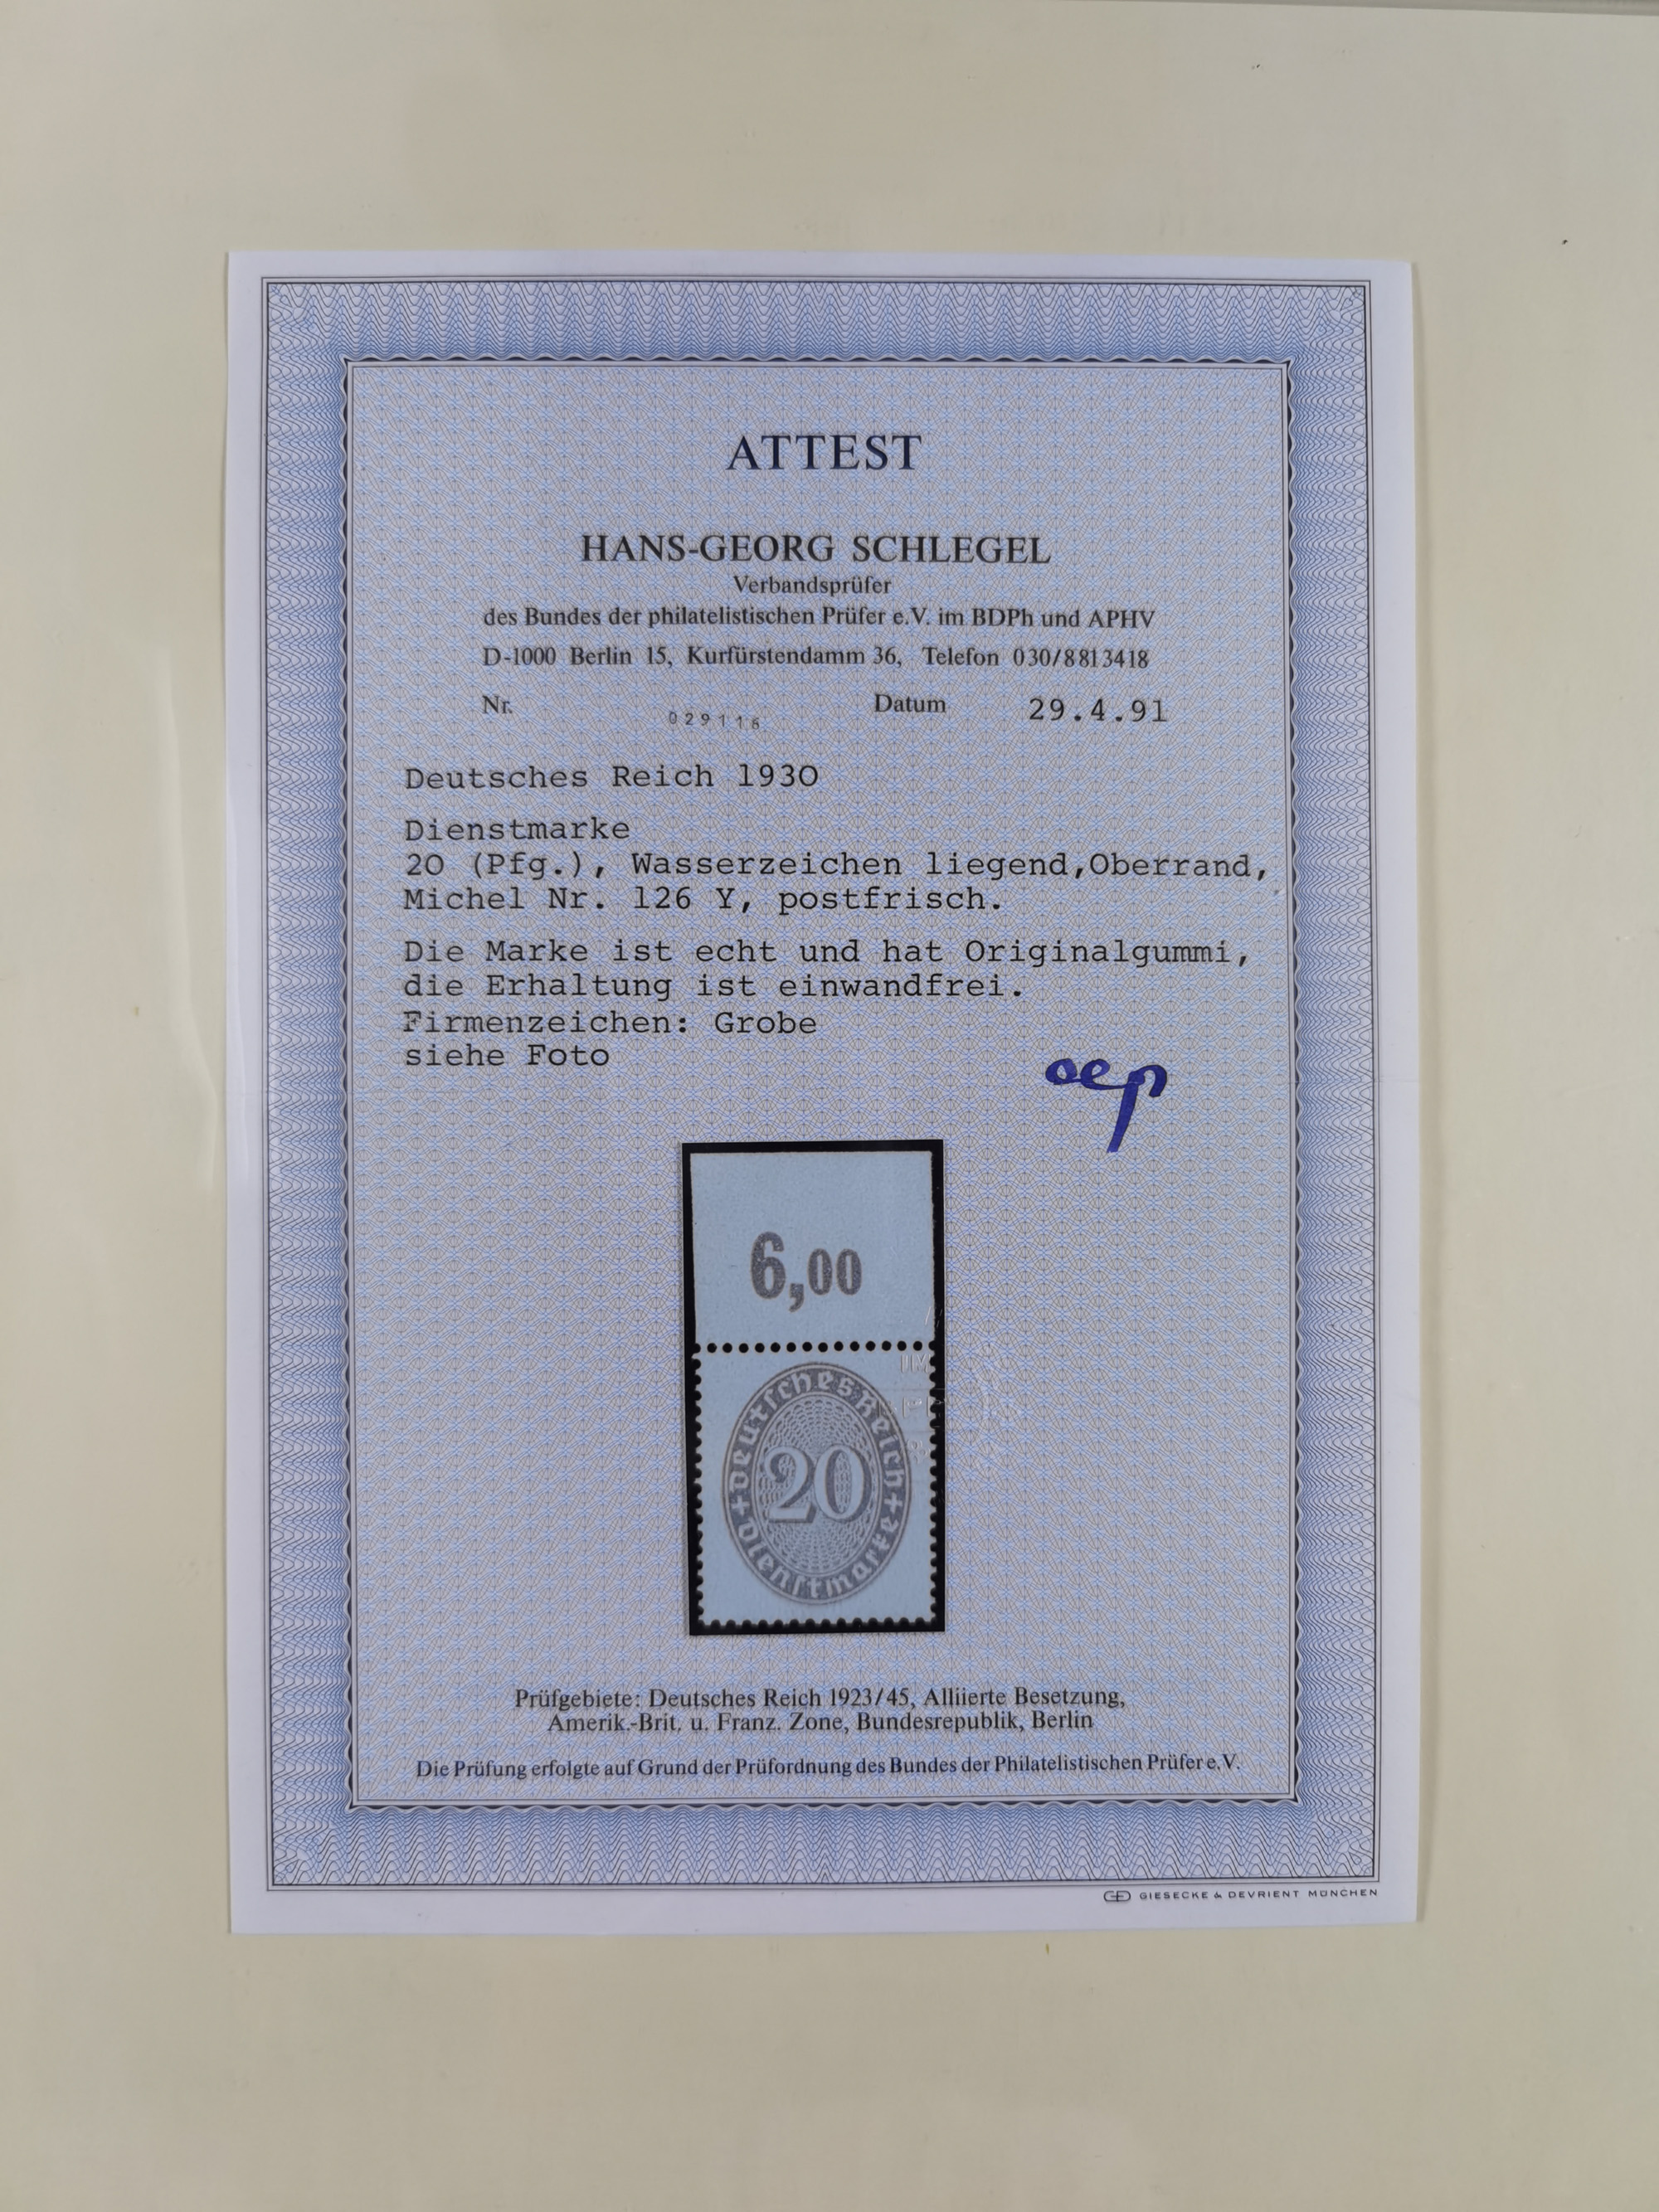 ATTEST
HANS-GEORG SCHLEGEL
Verbandsprüfer
des Bundes der philatelistischen Prüfer e.V. im BDPh und APHV
D-1000 Berlin 15, Kurfürstendamm 36, Telefon 030/8813418
Nr. 029116 Datum 29.4.91
Deutsches Reich 1930
Dienstmarke
20 (Pfg.), Wasserzeichen liegend,Oberrand,
Michel Nr. 126 Y, postfrisch.
Die Marke ist echt und hat Originalgummi,
die Erhaltung ist einwandfrei.
Firmenzeichen: Grobe
siehe Foto
6,00
Deutsches Reich
20
Dienstmarke
Prüfgebiete: Deutsches Reich 1923/45, Alliierte Besetzung,
Amerik.-Brit. u. Franz. Zone, Bundesrepublik, Berlin
Die Prüfung erfolgte auf Grund der Prüfordnung des Bundes der Philatelistischen Prüfer e.V.
GIESECKE & DEVRIENT MÜNCHEN